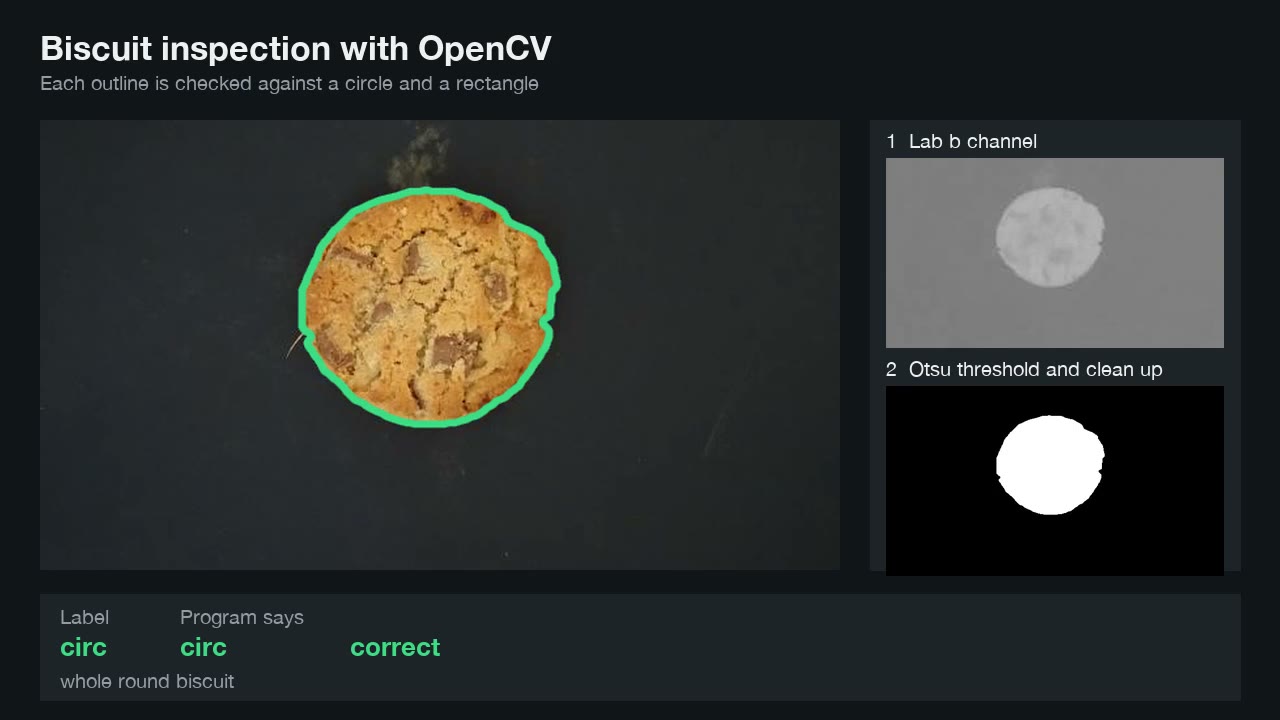 Biscuit inspection with OpenCV
Each outline is checked against a circle and a rectangle
1 Lab b channel
2 Otsu threshold and clean up
Label Program says
circ circ correct
whole round biscuit